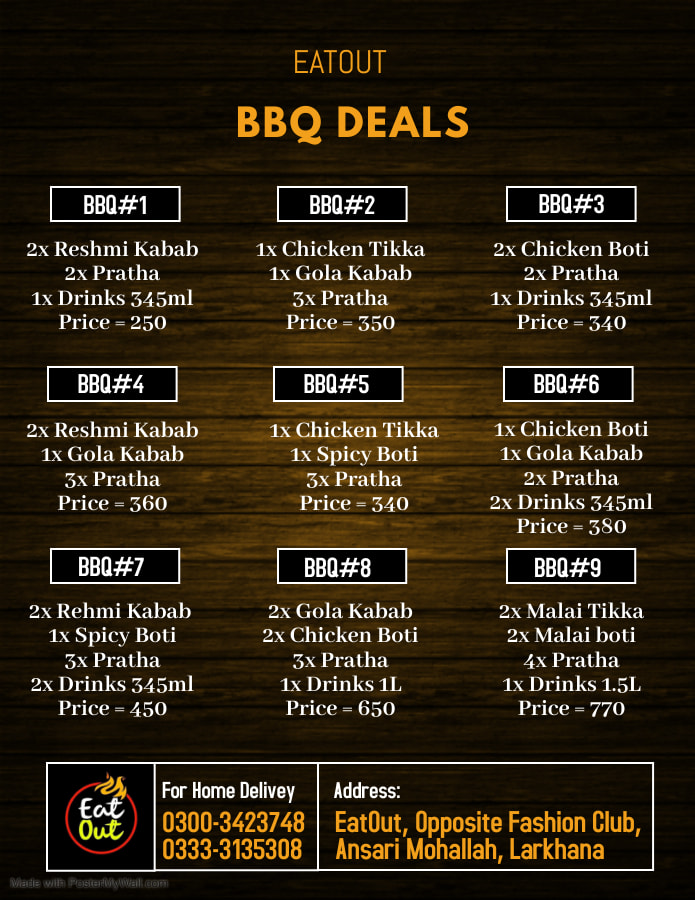 EATOUT
BBQ DEALS
BBQ#1
2x Reshmi Kabab
2x Pratha
1x Drinks 345ml
Price = 250
BBQ#2
1x Chicken Tikka
1x Gola Kabab
3x Pratha
Price = 350
BBQ#3
2x Chicken Boti
2x Pratha
1x Drinks 345ml
Price = 340
BBQ#4
2x Reshmi Kabab
1x Gola Kabab
3x Pratha
Price = 360
BBQ#5
1x Chicken Tikka
1x Spicy Boti
3x Pratha
Price = 340
BBQ#6
1x Chicken Boti
1x Gola Kabab
2x Pratha
2x Drinks 345ml
Price = 380
BBQ#7
2x Rehmi Kabab
1x Spicy Boti
3x Pratha
2x Drinks 345ml
Price = 450
BBQ#8
2x Gola Kabab
2x Chicken Boti
3x Pratha
1x Drinks 1L
Price = 650
BBQ#9
2x Malai Tikka
2x Malai boti
4x Pratha
1x Drinks 1.5L
Price = 770
Eat
Out
For Home Delivey
0300-3423748
0333-3135308
Address:
EatOut, Opposite Fashion Club,
Ansari Mohallah, Larkhana
Made with PosterMyWall.com